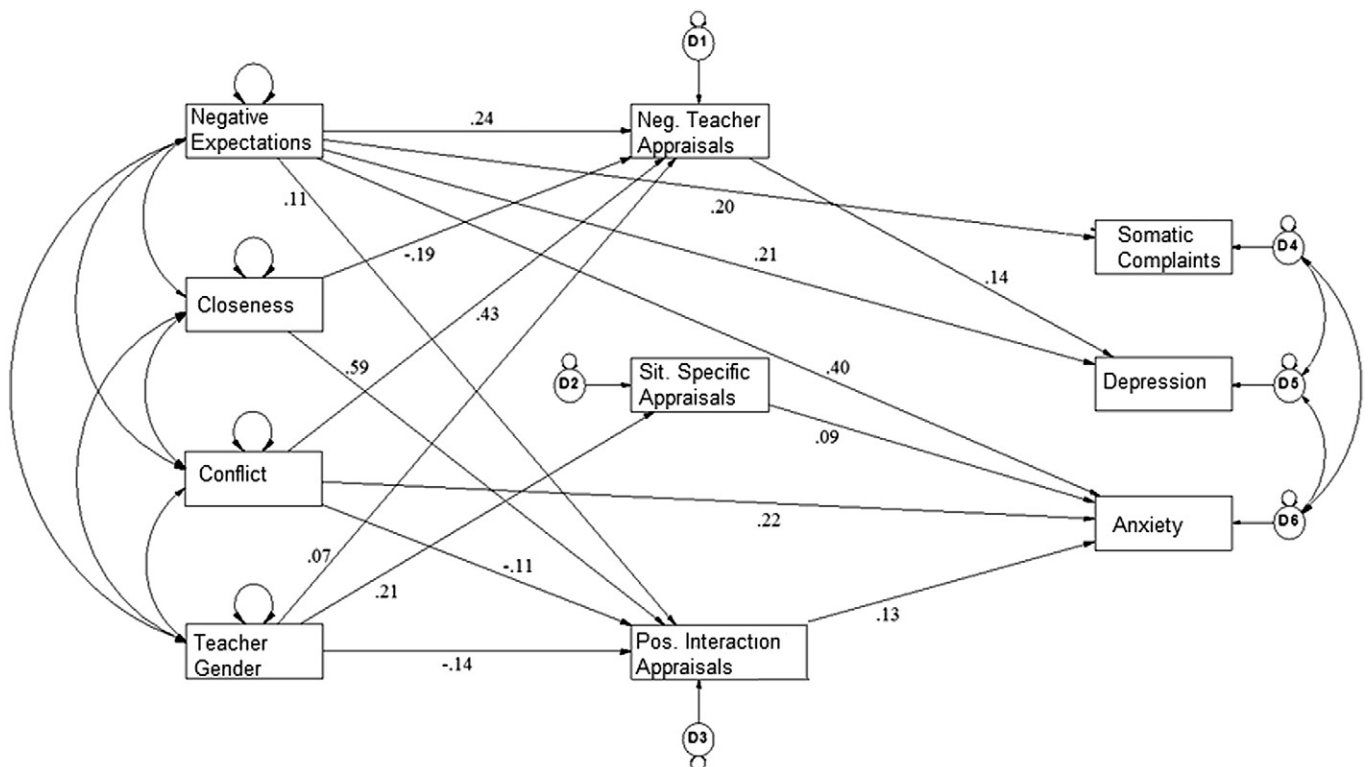 D1
Negative
Expectations
.24
Neg. Teacher
Appraisals
.11
.20
Somatic
Complaints
D4
-.19
.21
.14
Closeness
.43
.59
D2
Sit. Specific
Appraisals
.40
Depression
D5
.09
Conflict
.22
Anxiety
D6
.07
-.11
.21
.13
Teacher
Gender
-.14
Pos. Interaction
Appraisals
D3